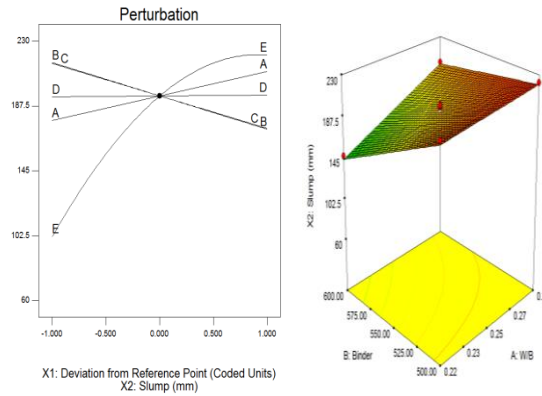 Perturbation
230
187.5
145
102.5
60
B
C
D
A
E
E
A
D
C
B
-1.000
-0.500
0.000
0.500
1.000
X1: Deviation from Reference Point (Coded Units)
X2: Slump (mm)
X2: Slump (mm)
230
187.5
145
102.5
60
600.00
575.00
550.00
525.00
500.00
B: Binder
0.22
0.23
0.25
0.27
0.
A: W/B